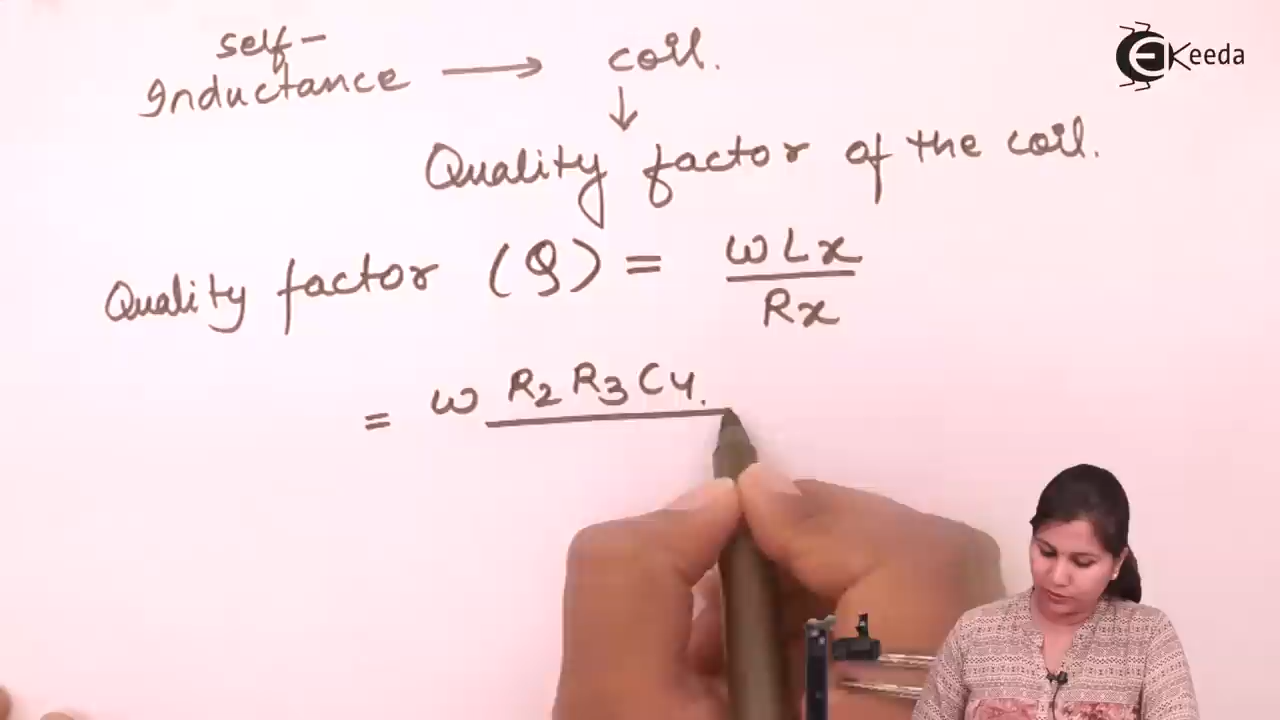 self-
Inductance → coil.
↓
Quality factor of the coil.
Quality factor (Q) = ωLx
Rx
= ω R2 R3 C4.
EKeeda